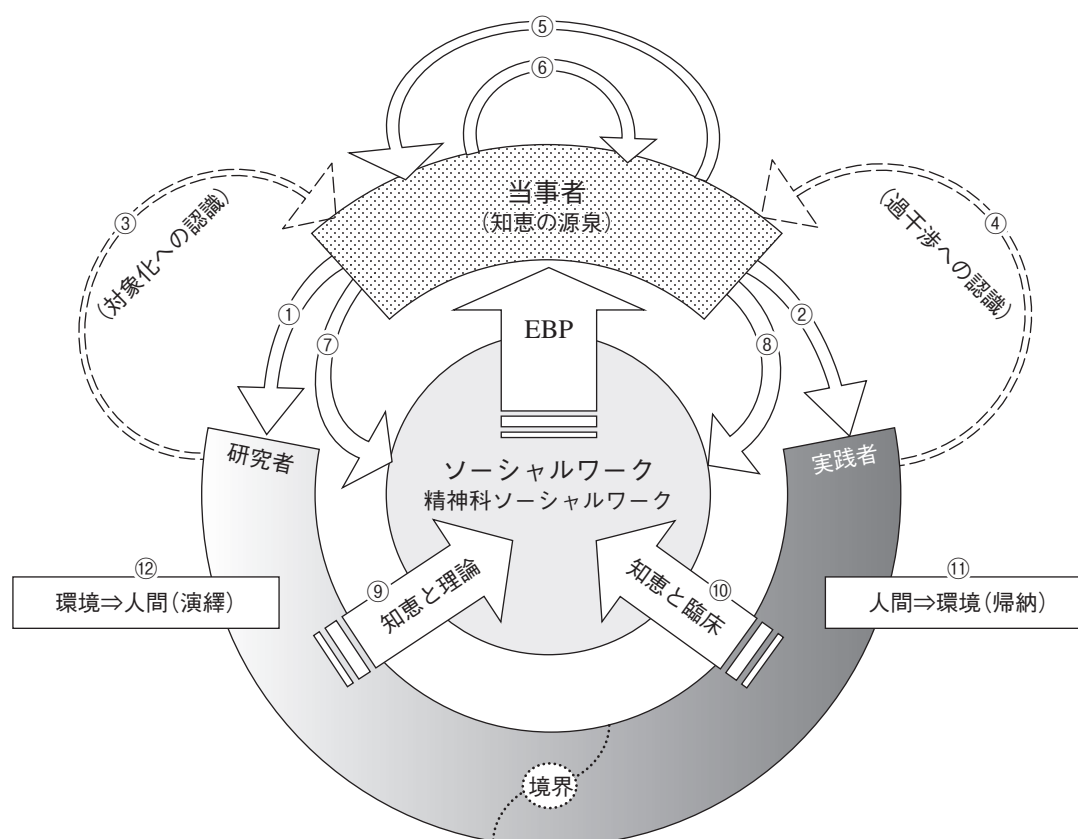 ⑤
⑥
当事者
(知恵の源泉)
③
(対象化への認識)
④
(過干渉への認識)
①
②
⑦
⑧
EBP
研究者
実践者
ソーシャルワーク
精神科ソーシャルワーク
⑫
環境⇒人間(演繹)
⑨
知恵と理論
⑩
知恵と臨床
⑪
人間⇒環境(帰納)
境界